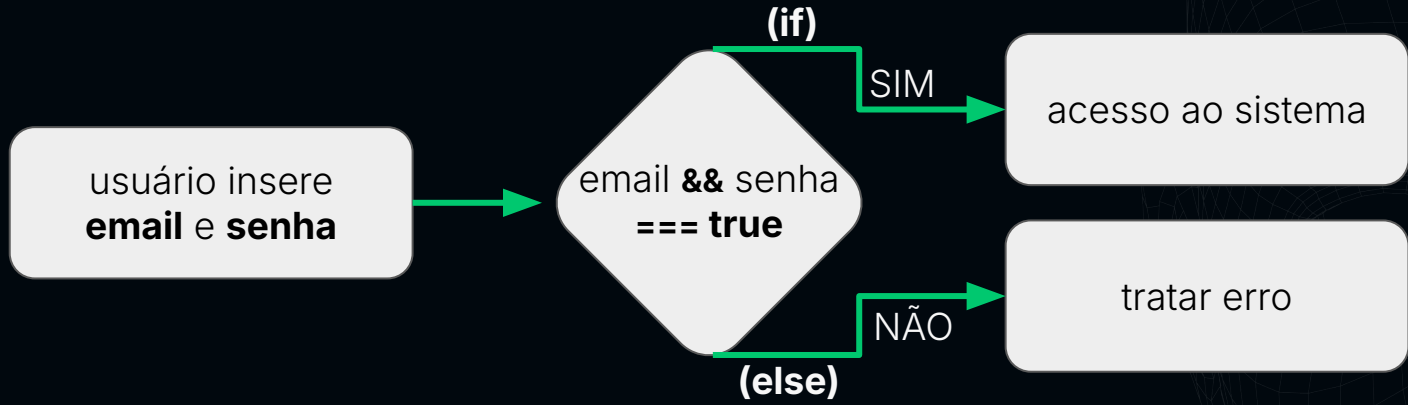 usuário insere
email e senha
email && senha
=== true
(if)
SIM
acesso ao sistema
(else)
NÃO
tratar erro